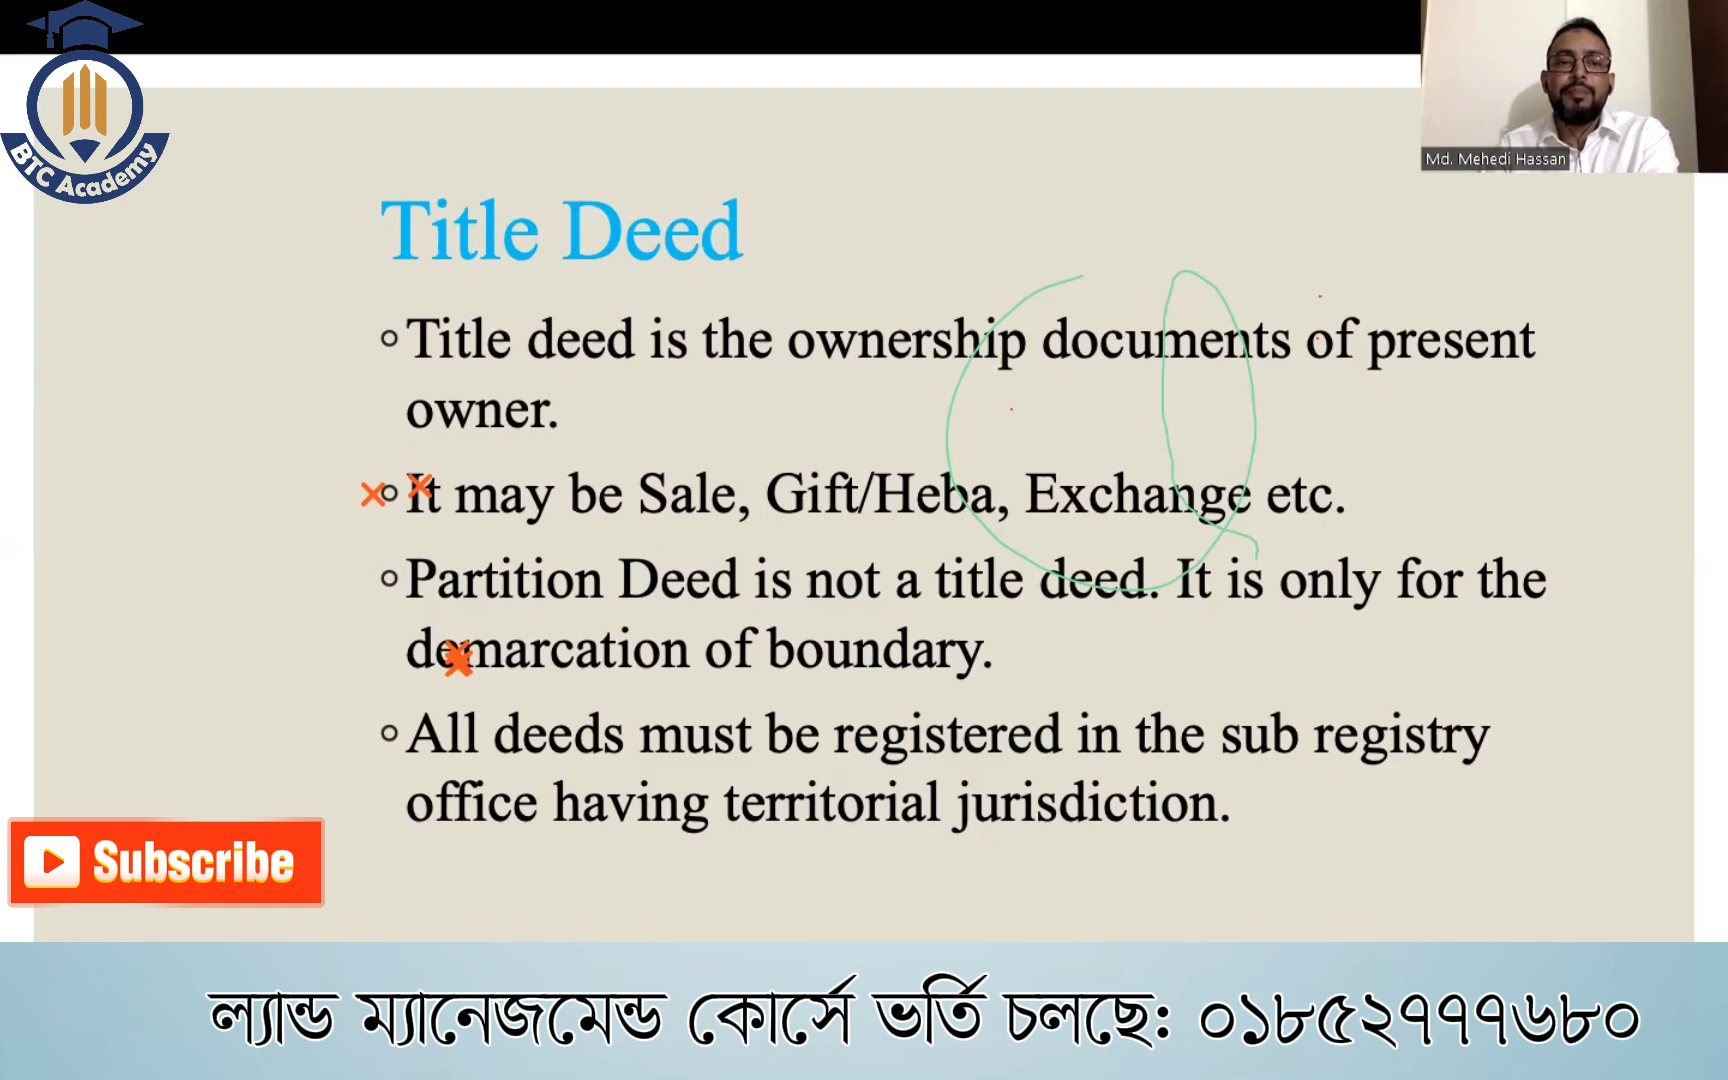 BTC Academy
Md. Mehedi Hassan
Title Deed
Title deed is the ownership documents of present
owner.
It may be Sale, Gift/Heba, Exchange etc.
Partition Deed is not a title deed. It is only for the
demarcation of boundary.
All deeds must be registered in the sub registry
office having territorial jurisdiction.
Subscribe
ল্যান্ড ম্যানেজমেন্ড কোর্সে ভর্তি চলছে: ০১৮৫২৭৭৭৬৮০